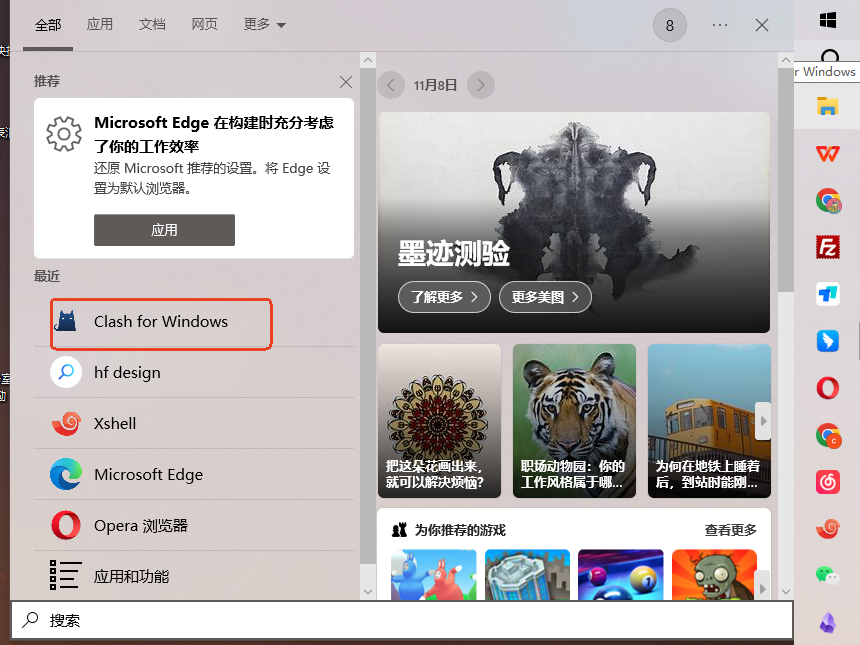 全部
应用
文档
网页
更多
8
推荐
Microsoft Edge 在构建时充分考虑
了你的工作效率
还原 Microsoft 推荐的设置。将 Edge 设
置为默认浏览器。
应用
最近
Clash for Windows
hf design
Xshell
Microsoft Edge
Opera 浏览器
应用和功能
搜索
11月8日
墨迹测验
了解更多
更多美图
把这朵花画出来,
就可以解决烦恼?
职场动物园：你的
工作风格属于哪...
为何在地铁上睡着
后，到站时能刚...
为你推荐的游戏
查看更多
r Windows